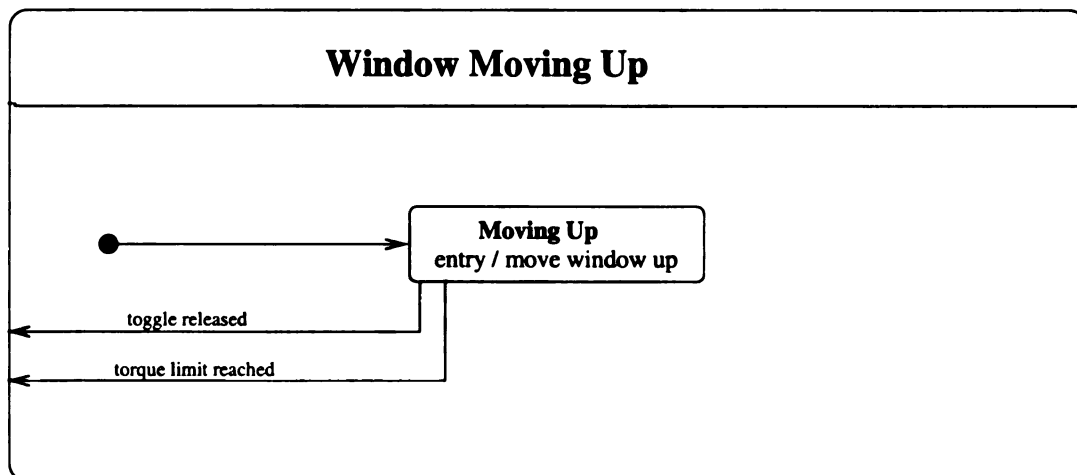 Window Moving Up
Moving Up
entry / move window up
toggle released
torque limit reached